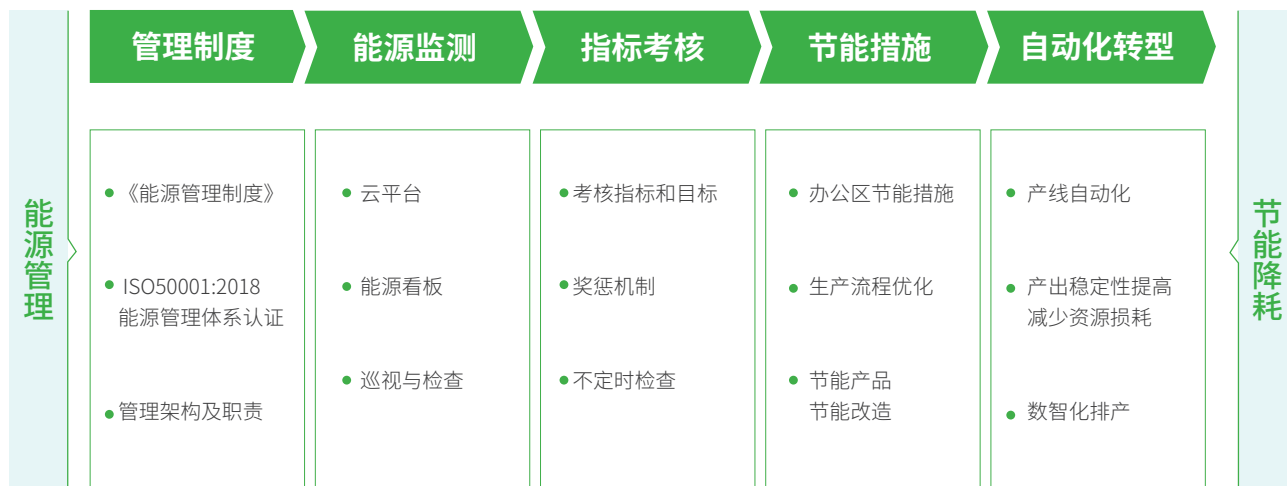 能源管理
管理制度
能源监测
指标考核
节能措施
自动化转型
《能源管理制度》
ISO50001:2018
能源管理体系认证
管理架构及职责
云平台
能源看板
巡视与检查
考核指标和目标
奖惩机制
不定时检查
办公区节能措施
生产流程优化
节能产品
节能改造
产线自动化
产出稳定性提高
减少资源损耗
数智化排产
节能降耗